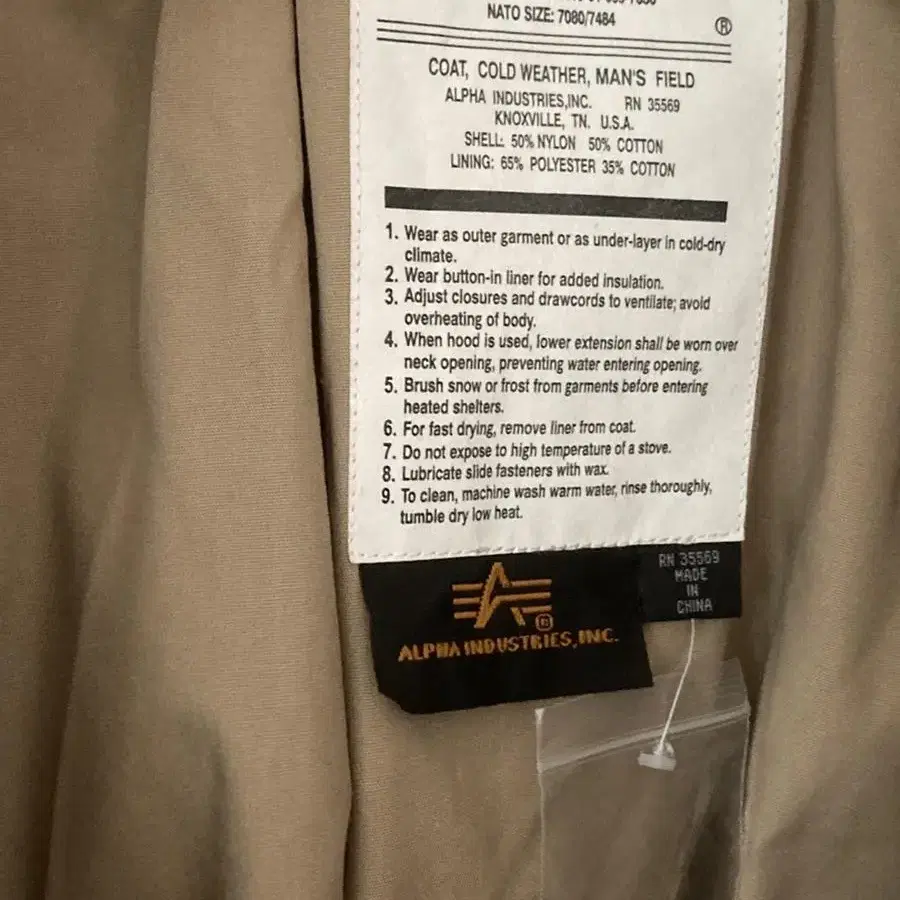 NATO SIZE: 7080/7484
®
COAT, COLD WEATHER, MAN'S FIELD
ALPHA INDUSTRIES,INC. RN 35569
KNOXVILLE, TN. U.S.A.
SHELL: 50% NYLON 50% COTTON
LINING: 65% POLYESTER 35% COTTON
1. Wear as outer garment or as under-layer in cold-dry
climate.
2. Wear button-in liner for added insulation.
3. Adjust closures and drawcords to ventilate; avoid
overheating of body.
4. When hood is used, lower extension shall be worn over
neck opening, preventing water entering opening.
5. Brush snow or frost from garments before entering
heated shelters.
6. For fast drying, remove liner from coat.
7. Do not expose to high temperature of a stove.
8. Lubricate slide fasteners with wax.
9. To clean, machine wash warm water, rinse thoroughly,
tumble dry low heat.
RN 35569
MADE
IN
CHINA
®
ALPHA INDUSTRIES, INC.